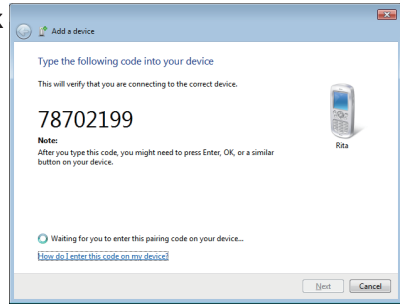 Add a device
Type the following code into your device
This will verify that you are connecting to the correct device.
78702199
Note:
After you type this code, you might need to press Enter, OK, or a similar
button on your device.
Rita
Waiting for you to enter this pairing code on your device...
How do I enter this code on my device?
Next Cancel